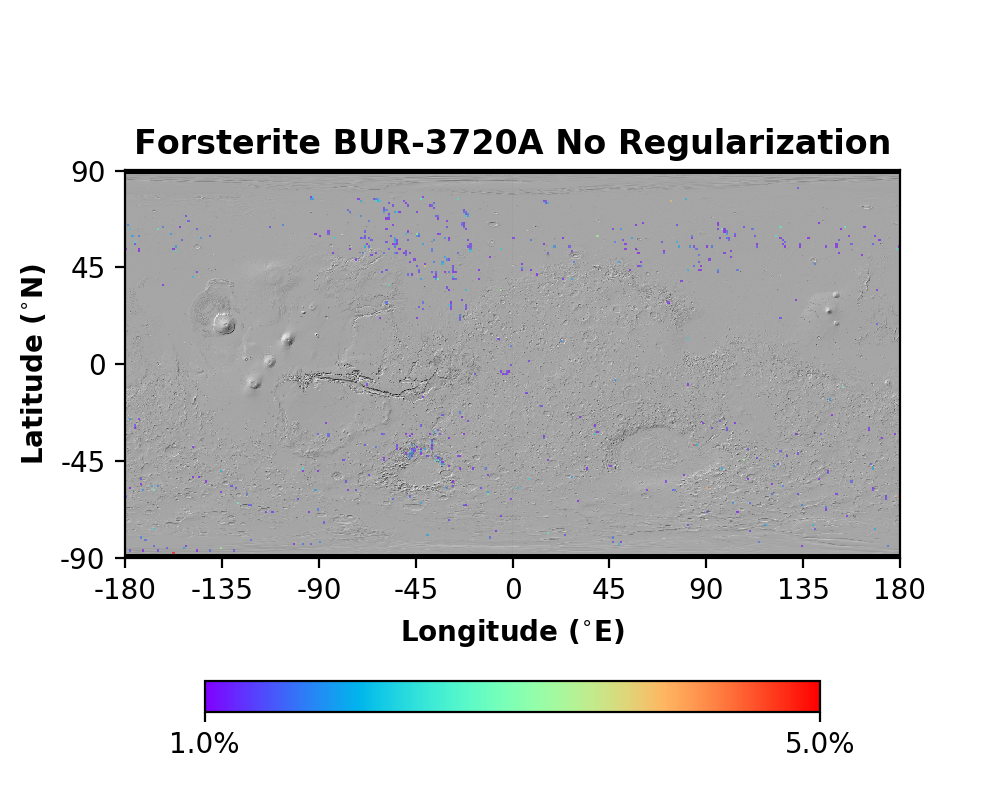 Forsterite BUR-3720A No Regularization
90
45
0
-45
-90
Latitude (°N)
-180 -135 -90 -45 0 45 90 135 180
Longitude (°E)
1.0% 5.0%